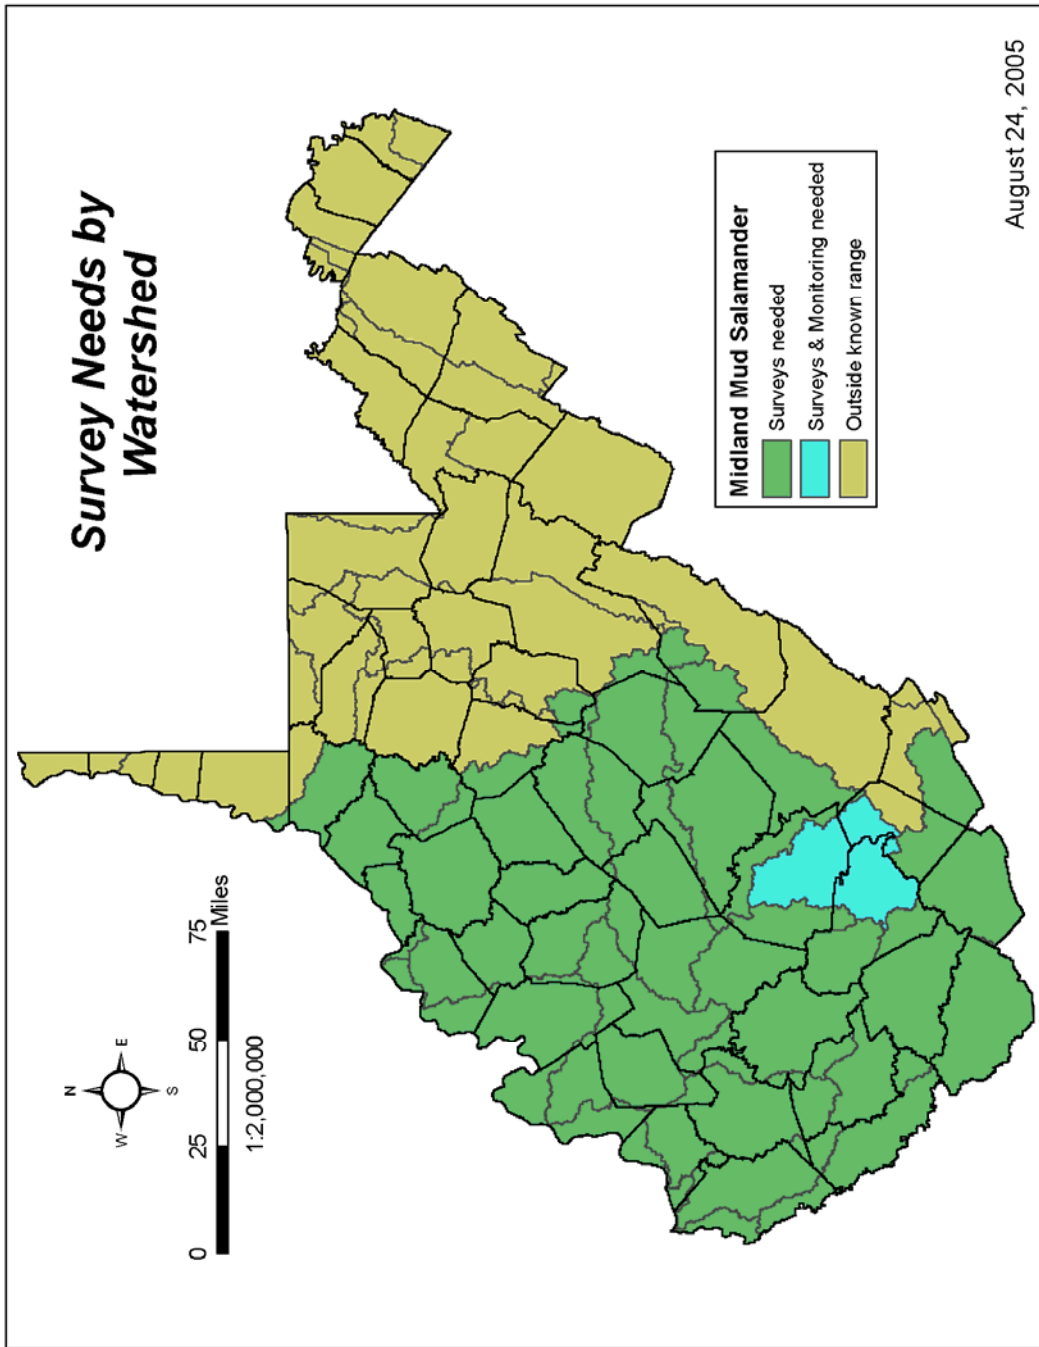 Survey Needs by
Watershed
N
W
E
S
0
25
50
75
Miles
1:2,000,000
Midland Mud Salamander
Surveys needed
Surveys & Monitoring needed
Outside known range
August 24, 2005